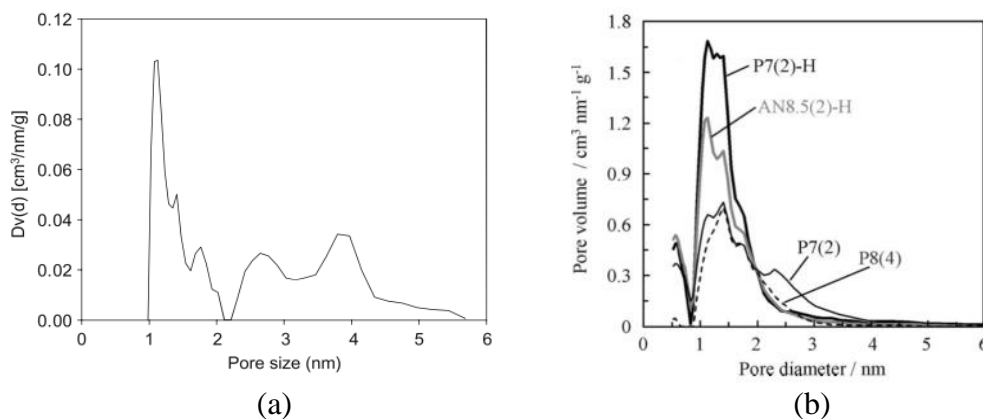 0.12
0.10
0.08
0.06
0.04
0.02
0.00
Dv(d) [cm³/nm/g]
0 1 2 3 4 5 6
Pore size (nm)
(a)
1.8
1.5
1.2
0.9
0.6
0.3
0
Pore volume / cm³ nm⁻¹ g⁻¹
P7(2)-H
AN8.5(2)-H
P7(2)
P8(4)
0 1 2 3 4 5 6
Pore diameter / nm
(b)